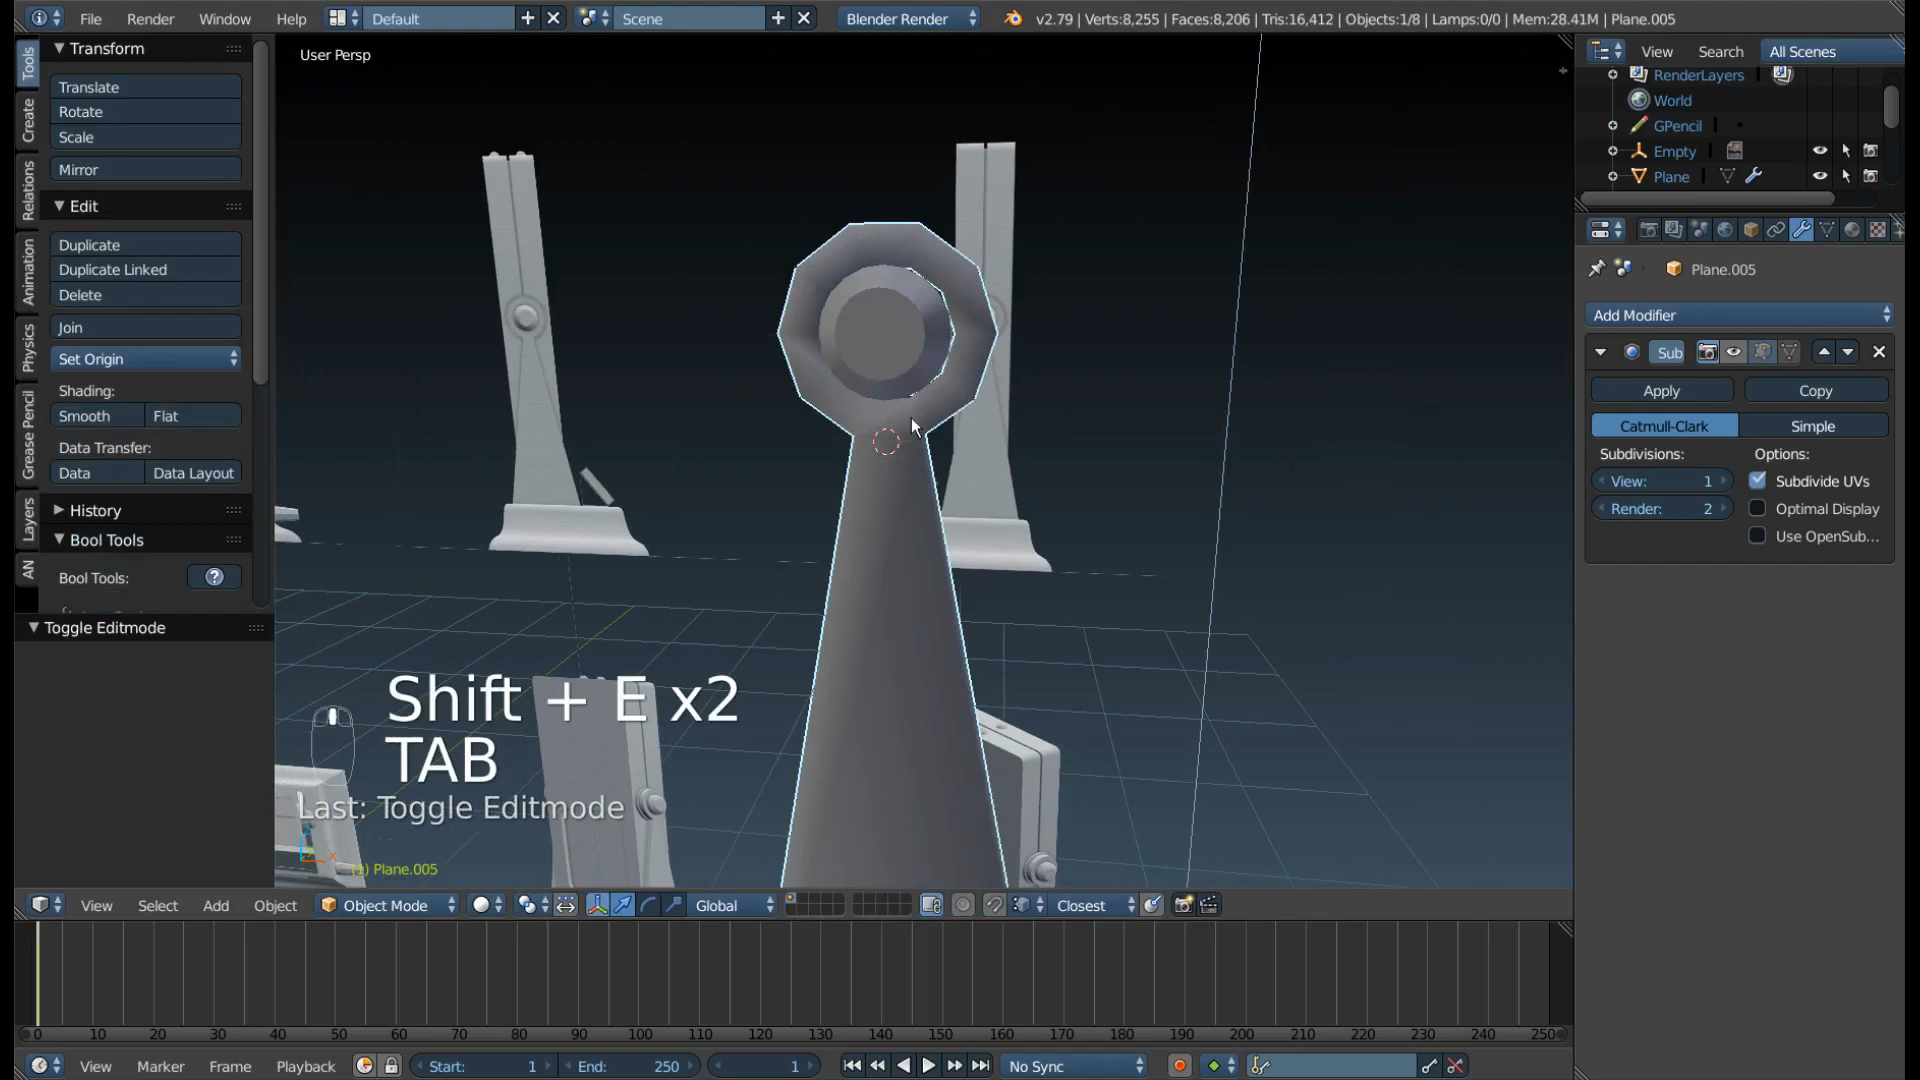 File Render Window Help Default Scene Blender Render v2.79 | Verts:8,255 | Faces:8,206 | Tris:16,412 | Objects:1/8 | Lamps:0/0 | Mem:28.41M | Plane.005
Transform
Translate
Rotate
Scale
Mirror
Edit
Duplicate
Duplicate Linked
Delete
Join
Set Origin
Shading:
Smooth Flat
Data Transfer:
Data Data Layout
History
Bool Tools
Bool Tools:
Toggle Editmode
Tools
Create
Relations
Animation
Physics
Grease Pencil
Layers
AN
User Persp
Shift + E x2
TAB
Last: Toggle Editmode
(1) Plane.005
View Search All Scenes
RenderLayers
World
GPencil
Empty
Plane
Plane.005
Add Modifier
Sub
Apply Copy
Catmull-Clark Simple
Subdivisions: Options:
View: 1 Subdivide UVs
Render: 2 Optimal Display
Use OpenSub...
View Select Add Object Object Mode Global Closest
0 10 20 30 40 50 60 70 80 90 100 110 120 130 140 150 160 170 180 190 200 210 220 230 240 250
View Marker Frame Playback Start: 1 End: 250 1 No Sync